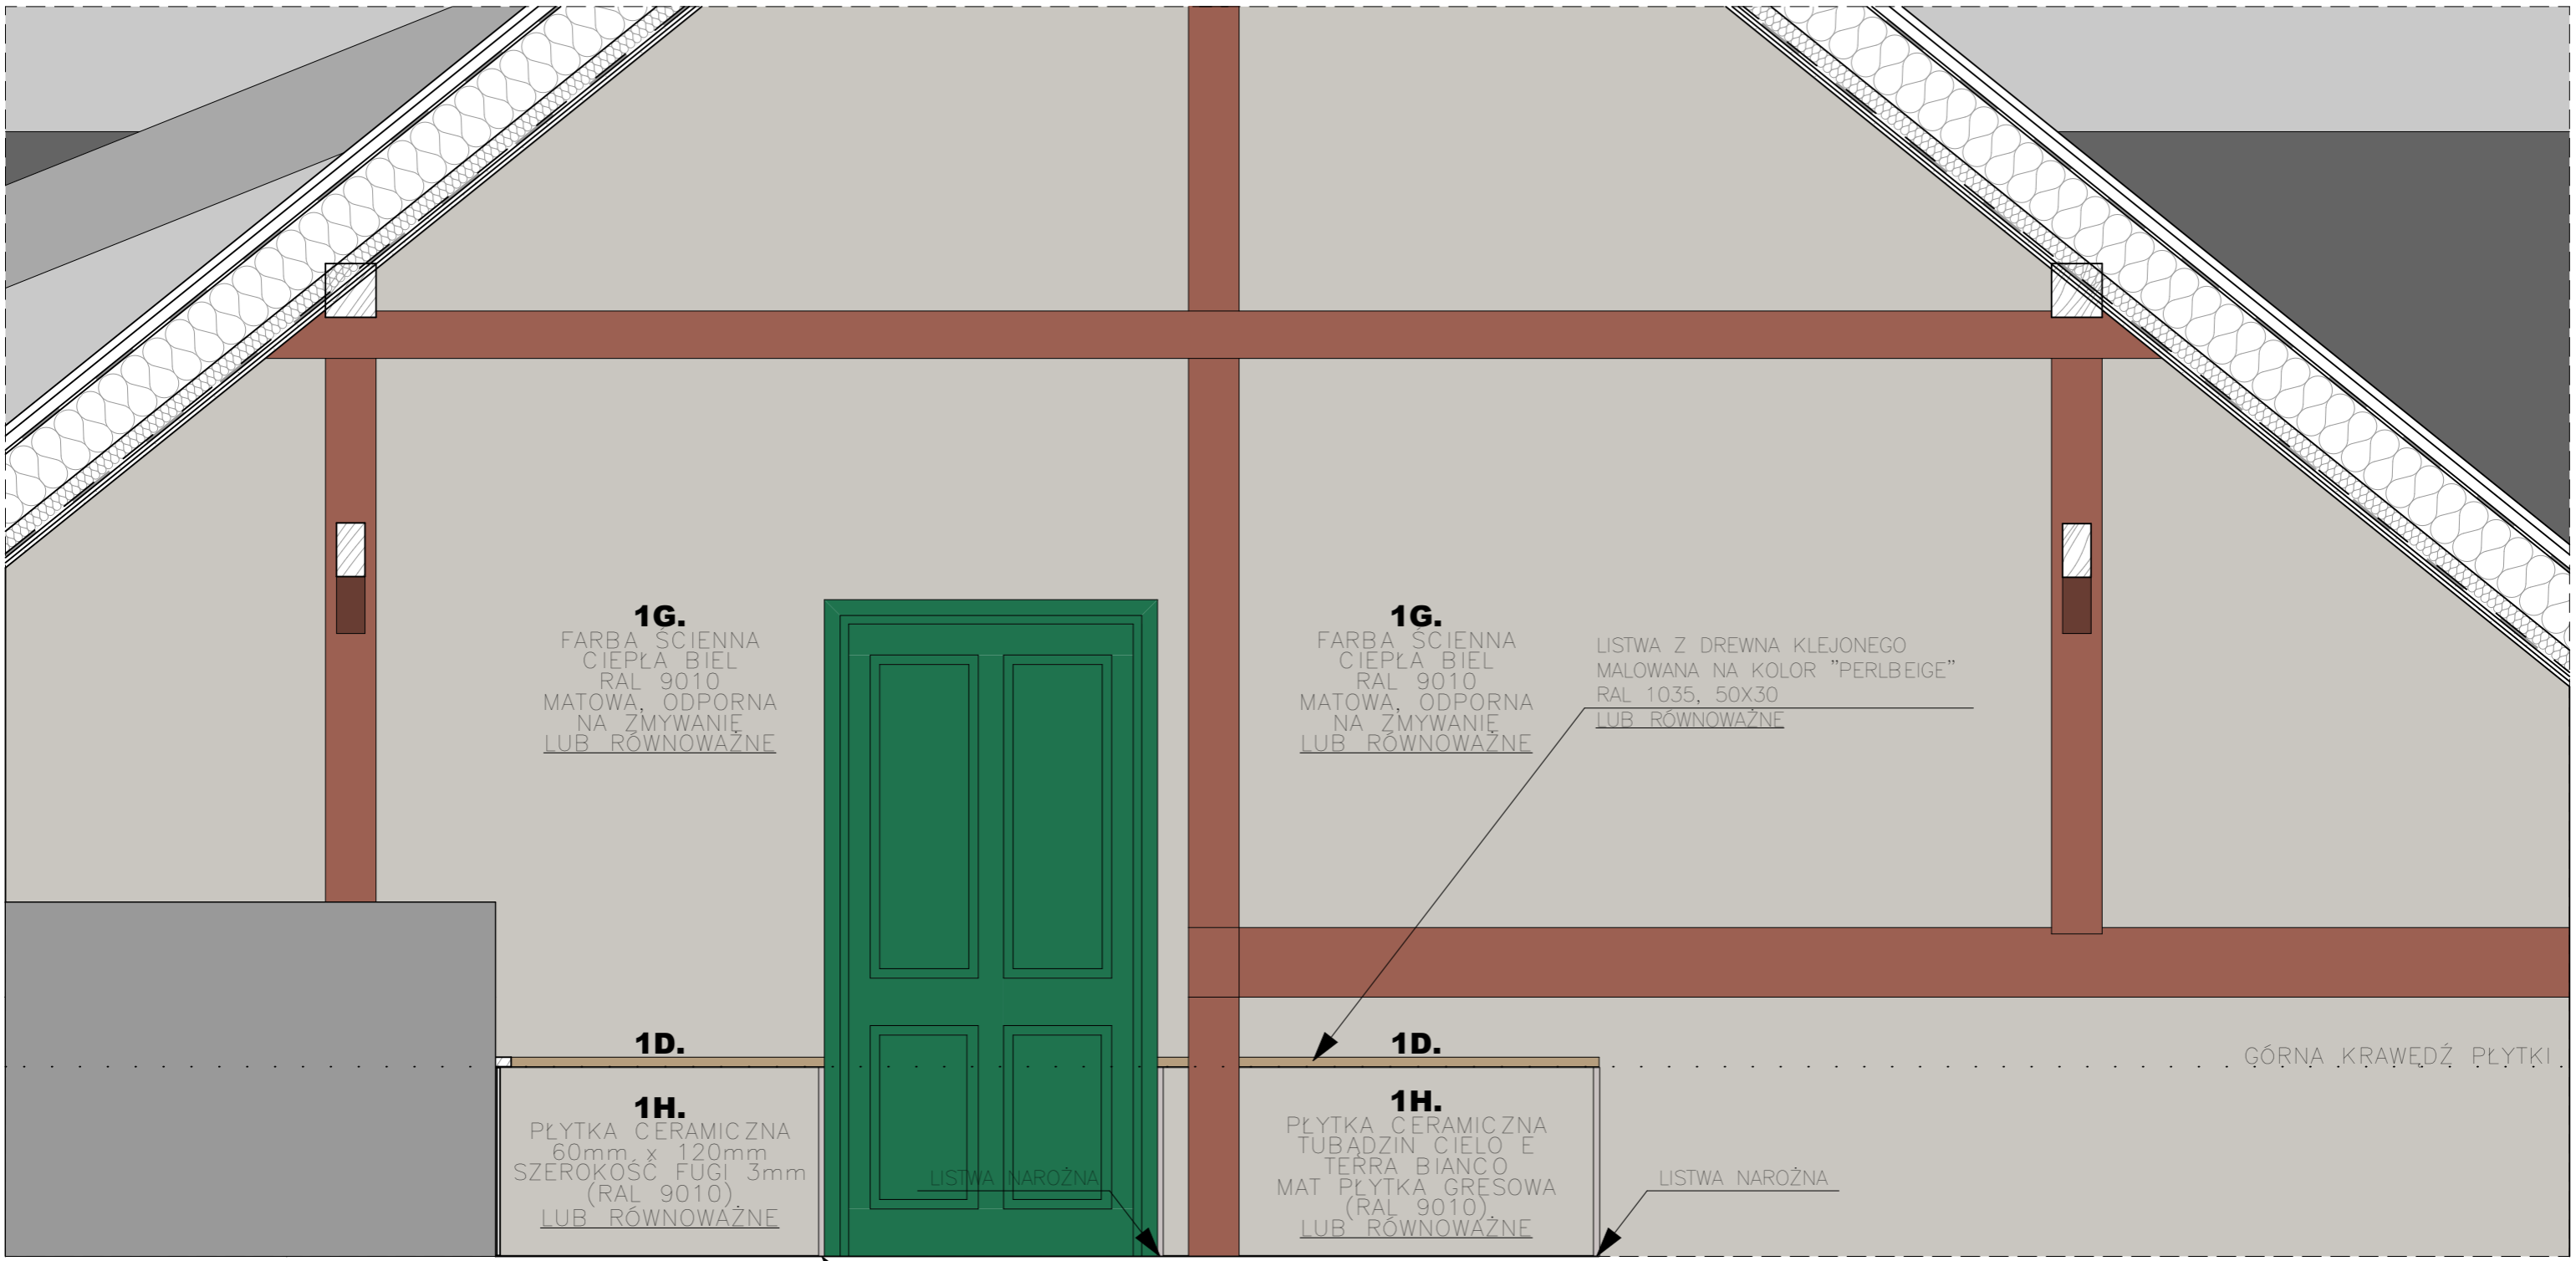 1G.
FARBA ŚCIENNA
CIEPŁA BIEL
RAL 9010
MATOWA, ODPORNA
NA ZMYWANIE
LUB RÓWNOWAŻNE
1G.
FARBA ŚCIENNA
CIEPŁA BIEL
RAL 9010
MATOWA, ODPORNA
NA ZMYWANIE
LUB RÓWNOWAŻNE
LISTWA Z DREWNA KLEJONEGO
MALOWANA NA KOLOR "PERLBEIGE"
RAL 1035, 50X30
LUB RÓWNOWAŻNE
1D.
1D.
GÓRNA KRAWĘDŹ PŁYTKI
1H.
PŁYTKA CERAMICZNA
60mm x 120mm
SZEROKOŚĆ FUGI 3mm
(RAL 9010)
LUB RÓWNOWAŻNE
LISTWA NAROŻNA
1H.
PŁYTKA CERAMICZNA
TUBĄDZIN CIELO E
TERRA BIANCO
MAT PŁYTKA GRESOWA
(RAL 9010)
LUB RÓWNOWAŻNE
LISTWA NAROŻNA